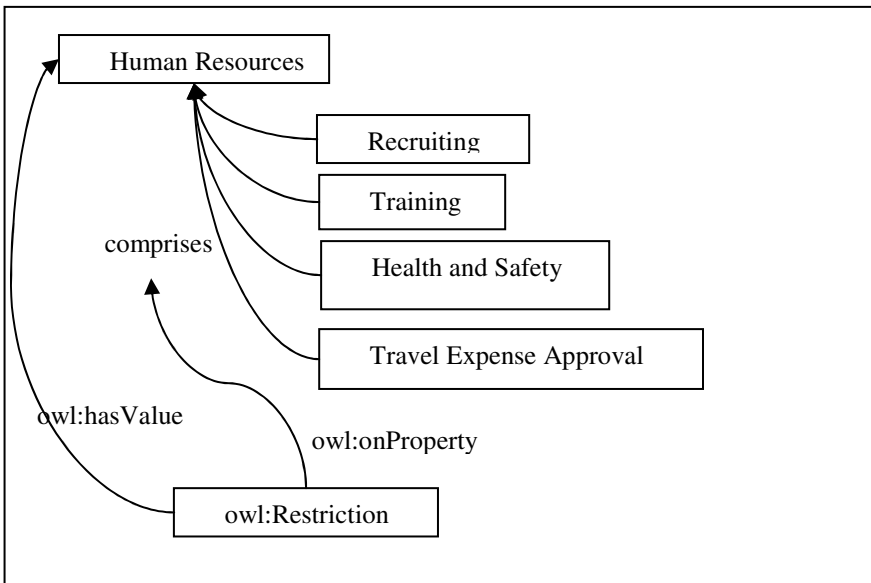 Human Resources
Recruiting
Training
comprises
Health and Safety
Travel Expense Approval
owl:hasValue
owl:onProperty
owl:Restriction